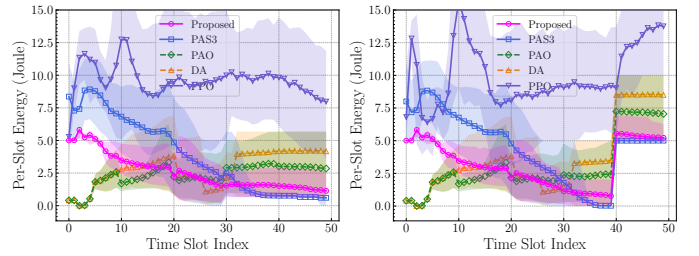 15.0
12.5
10.0
7.5
5.0
2.5
0.0
Per-Slot Energy (Joule)
Proposed
PAS3
PAO
DA
PPO
0 10 20 30 40 50
Time Slot Index
15.0
12.5
10.0
7.5
5.0
2.5
0.0
Per-Slot Energy (Joule)
Proposed
PAS3
PAO
DA
PPO
0 10 20 30 40 50
Time Slot Index